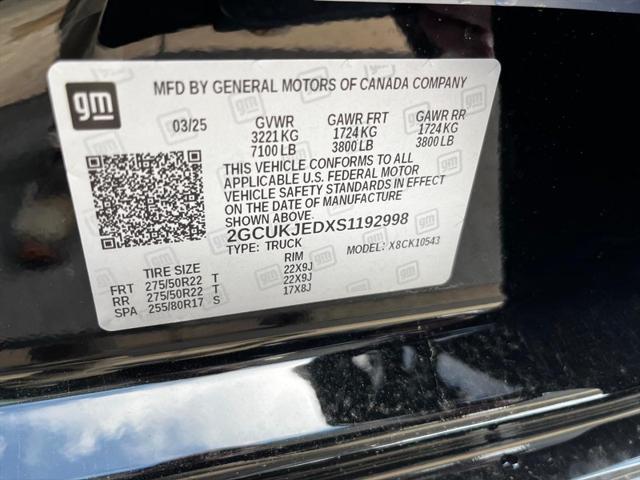 gm
MFD BY GENERAL MOTORS OF CANADA COMPANY
03/25 GVWR GAWR FRT GAWR RR
3221 KG 1724 KG 1724 KG
7100 LB 3800 LB 3800 LB
THIS VEHICLE CONFORMS TO ALL
APPLICABLE U.S. FEDERAL MOTOR
VEHICLE SAFETY STANDARDS IN EFFECT
ON THE DATE OF MANUFACTURE
SHOWN ABOVE.
2GCUKJEDXS1192998
TYPE: TRUCK MODEL: X8CK10543
TIRE SIZE RIM
FRT 275/50R22 T 22X9J
RR 275/50R22 T 22X9J
SPA 255/80R17 S 17X8J